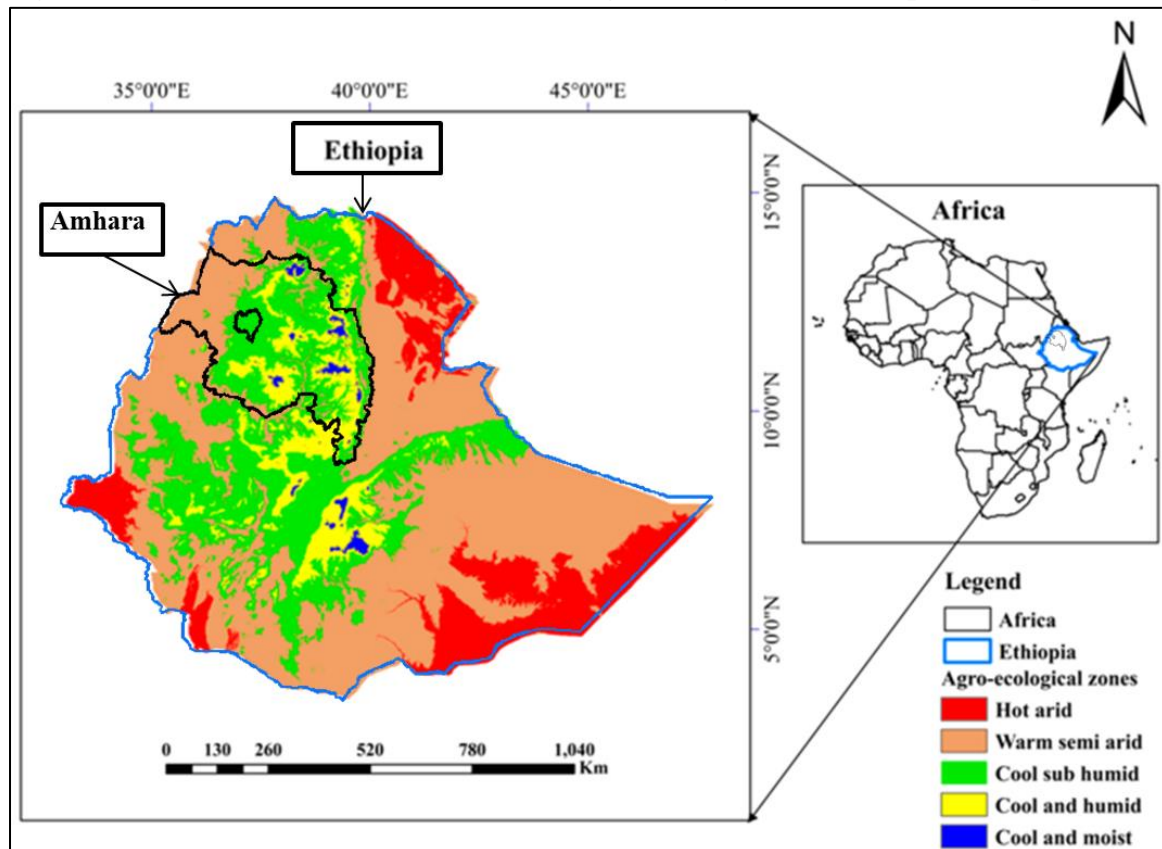 N
35°0'0"E
40°0'0"E
45°0'0"E
Ethiopia
Amhara
15°0'0"N
10°0'0"N
5°0'0"N
Africa
0 130 260 520 780 1,040
Km
Legend
Africa
Ethiopia
Agro-ecological zones
Hot arid
Warm semi arid
Cool sub humid
Cool and humid
Cool and moist